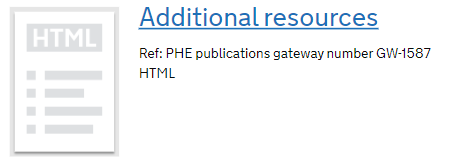 HTML
Additional resources
Ref: PHE publications gateway number GW-1587
HTML